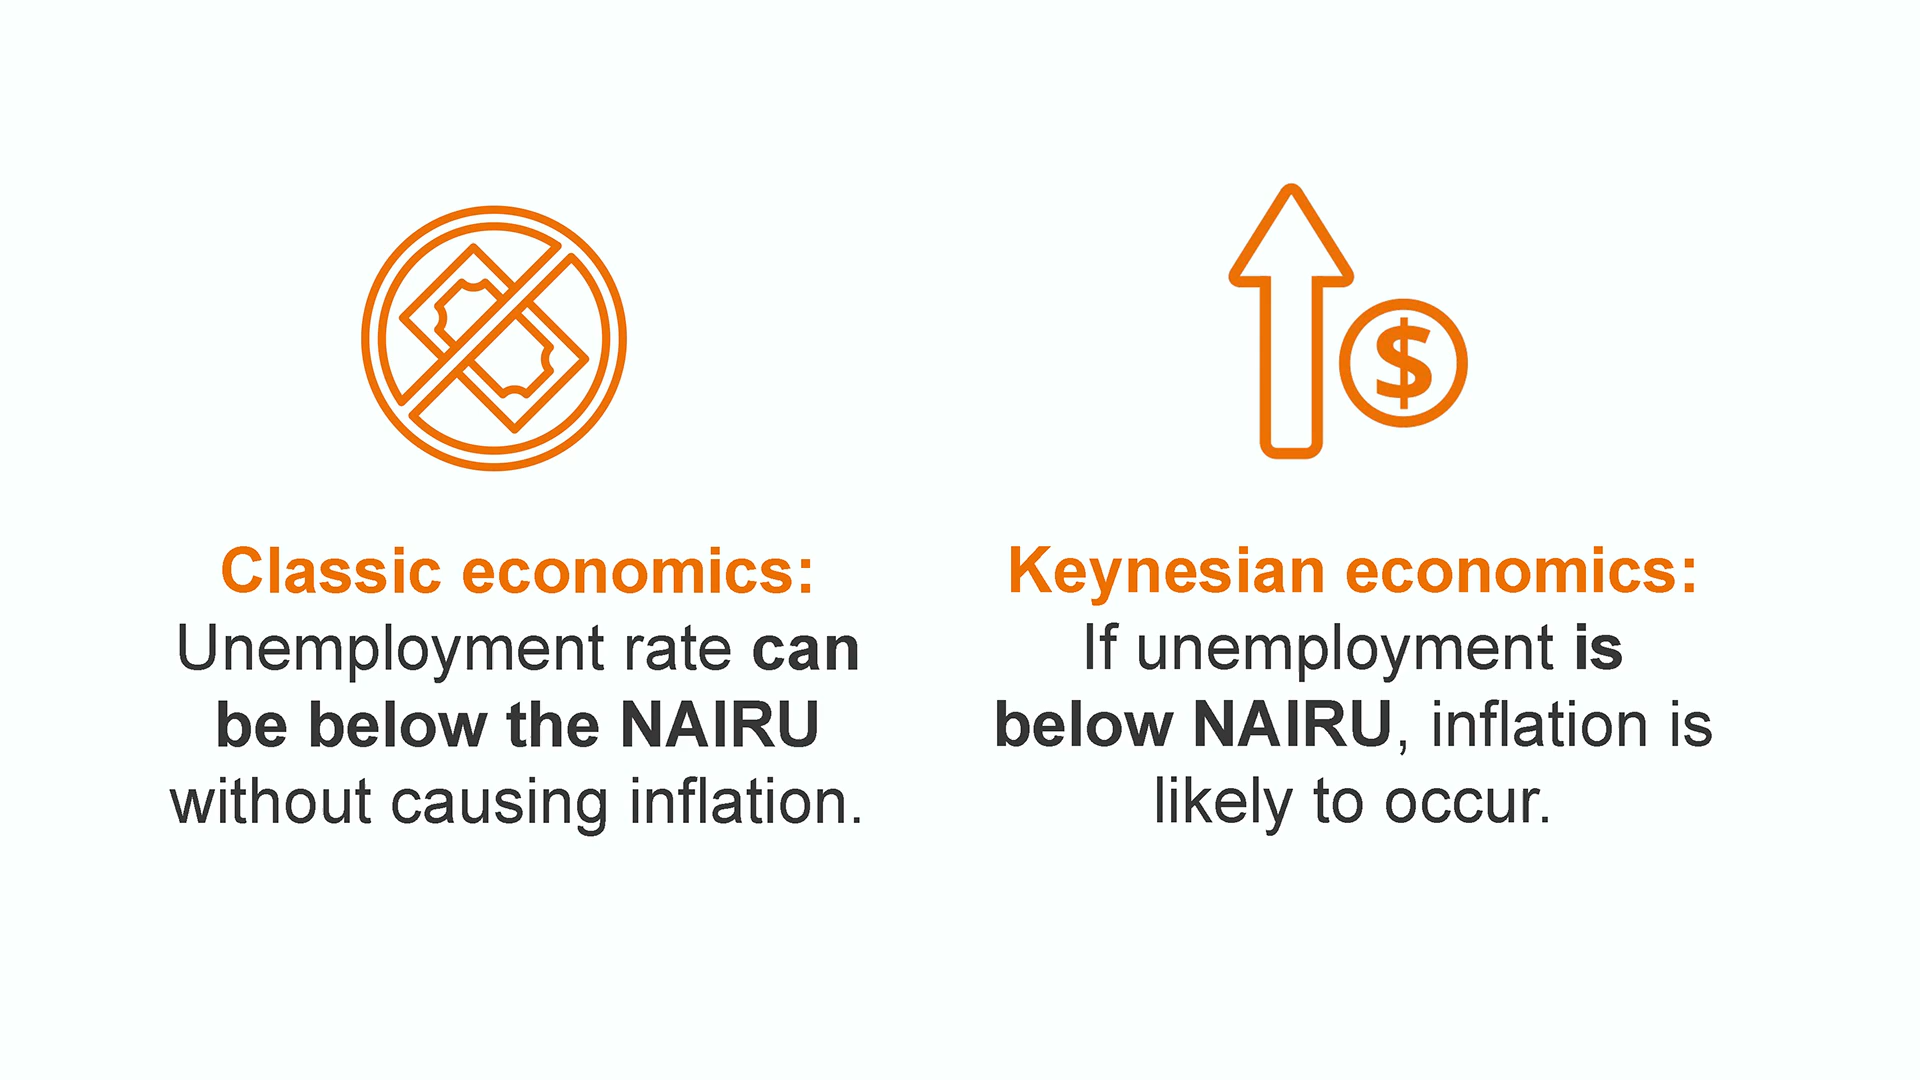 Classic economics:
Unemployment rate can
be below the NAIRU
without causing inflation.
$
Keynesian economics:
If unemployment is
below NAIRU, inflation is
likely to occur.